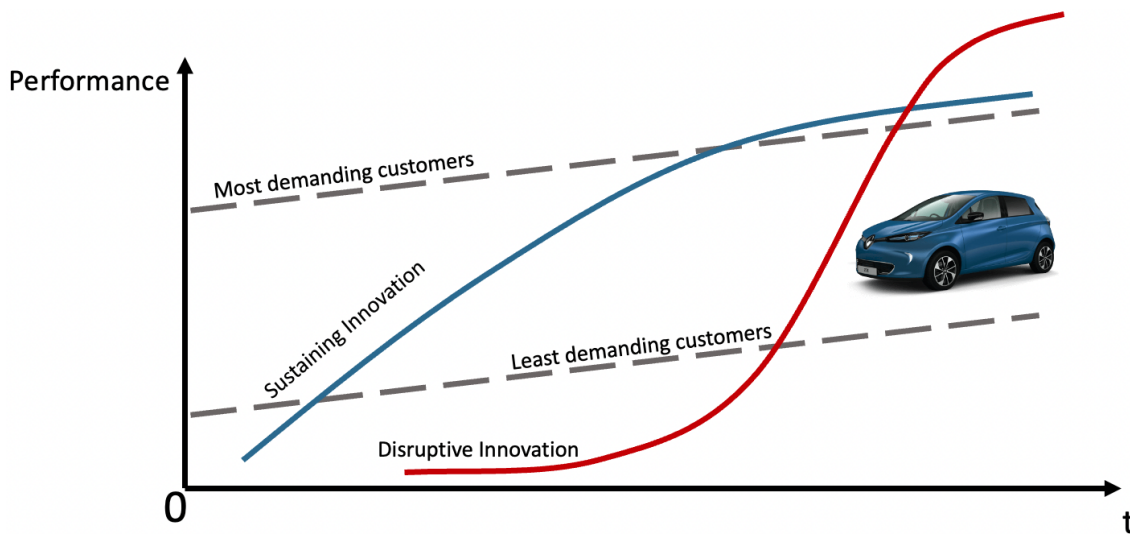 Performance
Most demanding customers
Sustaining Innovation
Least demanding customers
Disruptive Innovation
0
t